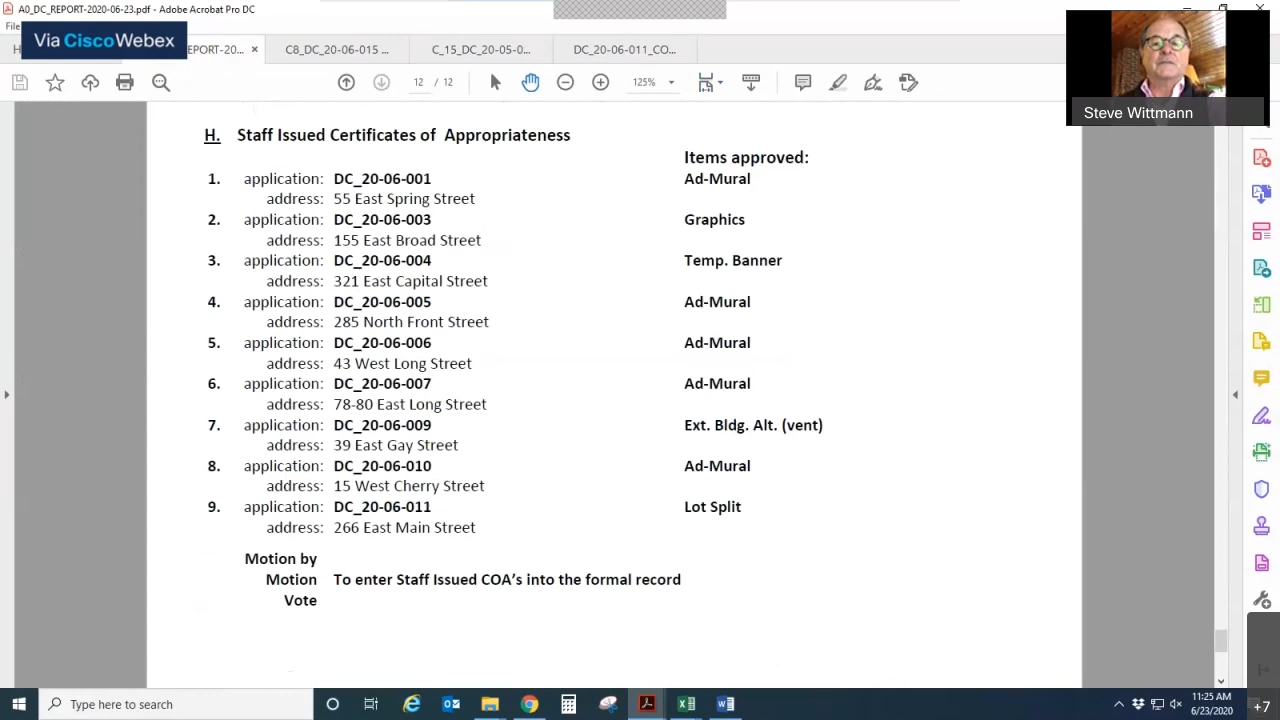 A0_DC_REPORT-2020-06-23.pdf - Adobe Acrobat Pro DC
File
Via Cisco Webex
H
EPORT-20... ×
C8_DC_20-06-015 ...
C_15_DC_20-05-0...
DC_20-06-011_CO...
12 / 12
125%
Steve Wittmann
H. Staff Issued Certificates of Appropriateness
Items approved:
1. application: DC_20-06-001 Ad-Mural
address: 55 East Spring Street
2. application: DC_20-06-003 Graphics
address: 155 East Broad Street
3. application: DC_20-06-004 Temp. Banner
address: 321 East Capital Street
4. application: DC_20-06-005 Ad-Mural
address: 285 North Front Street
5. application: DC_20-06-006 Ad-Mural
address: 43 West Long Street
6. application: DC_20-06-007 Ad-Mural
address: 78-80 East Long Street
7. application: DC_20-06-009 Ext. Bldg. Alt. (vent)
address: 39 East Gay Street
8. application: DC_20-06-010 Ad-Mural
address: 15 West Cherry Street
9. application: DC_20-06-011 Lot Split
address: 266 East Main Street
Motion by
Motion To enter Staff Issued COA's into the formal record
Vote
Type here to search
11:25 AM
6/23/2020
+7